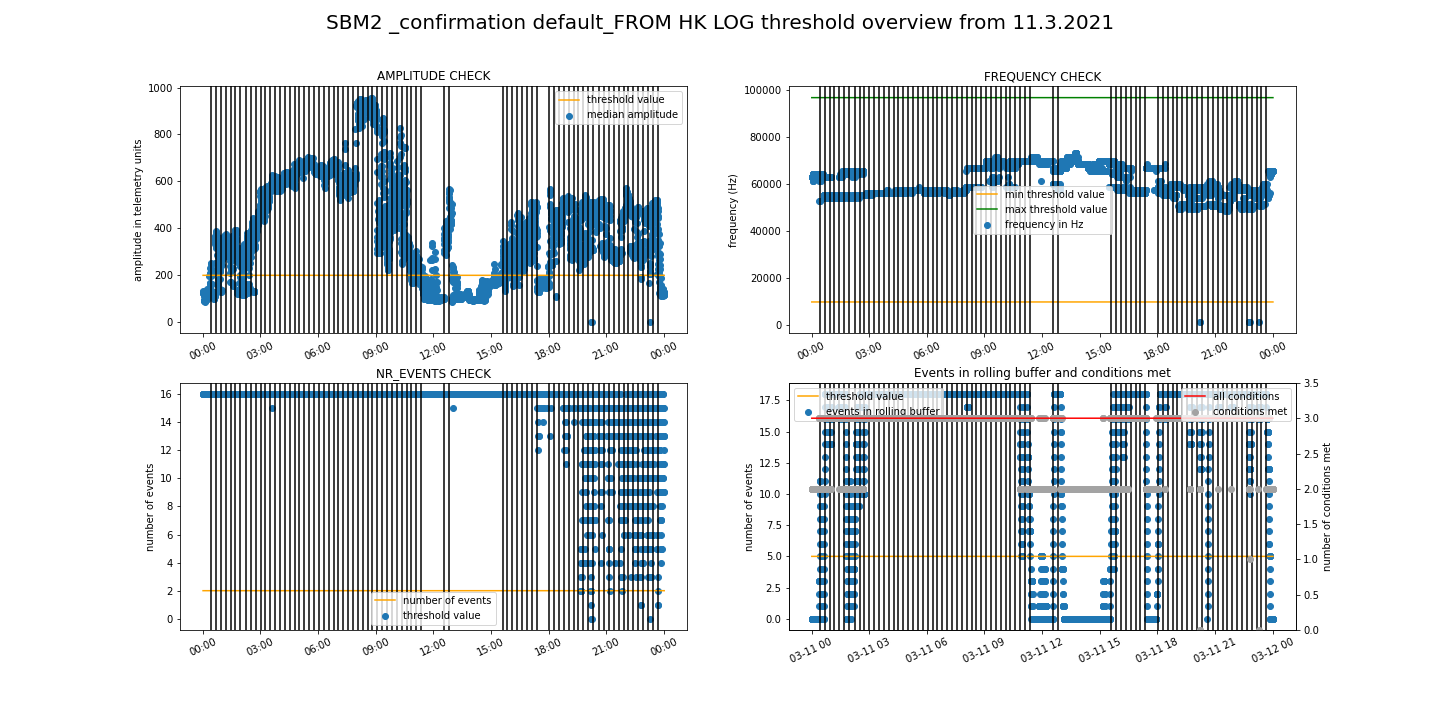 SBM2 _confirmation default_FROM HK LOG threshold overview from 11.3.2021
AMPLITUDE CHECK
amplitude in telemetry units
1000
800
600
400
200
0
threshold value
median amplitude
00:00 03:00 06:00 09:00 12:00 15:00 18:00 21:00 00:00
FREQUENCY CHECK
frequency (Hz)
100000
80000
60000
40000
20000
0
min threshold value
max threshold value
frequency in Hz
00:00 03:00 06:00 09:00 12:00 15:00 18:00 21:00 00:00
NR_EVENTS CHECK
number of events
16
14
12
10
8
6
4
2
0
number of events
threshold value
00:00 03:00 06:00 09:00 12:00 15:00 18:00 21:00 00:00
Events in rolling buffer and conditions met
number of events
17.5
15.0
12.5
10.0
7.5
5.0
2.5
0.0
threshold value
events in rolling buffer
all conditions
conditions met
3.5
3.0
2.5
2.0
1.5
1.0
0.5
0.0
number of conditions met
03-11 00 03-11 03 03-11 06 03-11 09 03-11 12 03-11 15 03-11 18 03-11 21 03-12 00